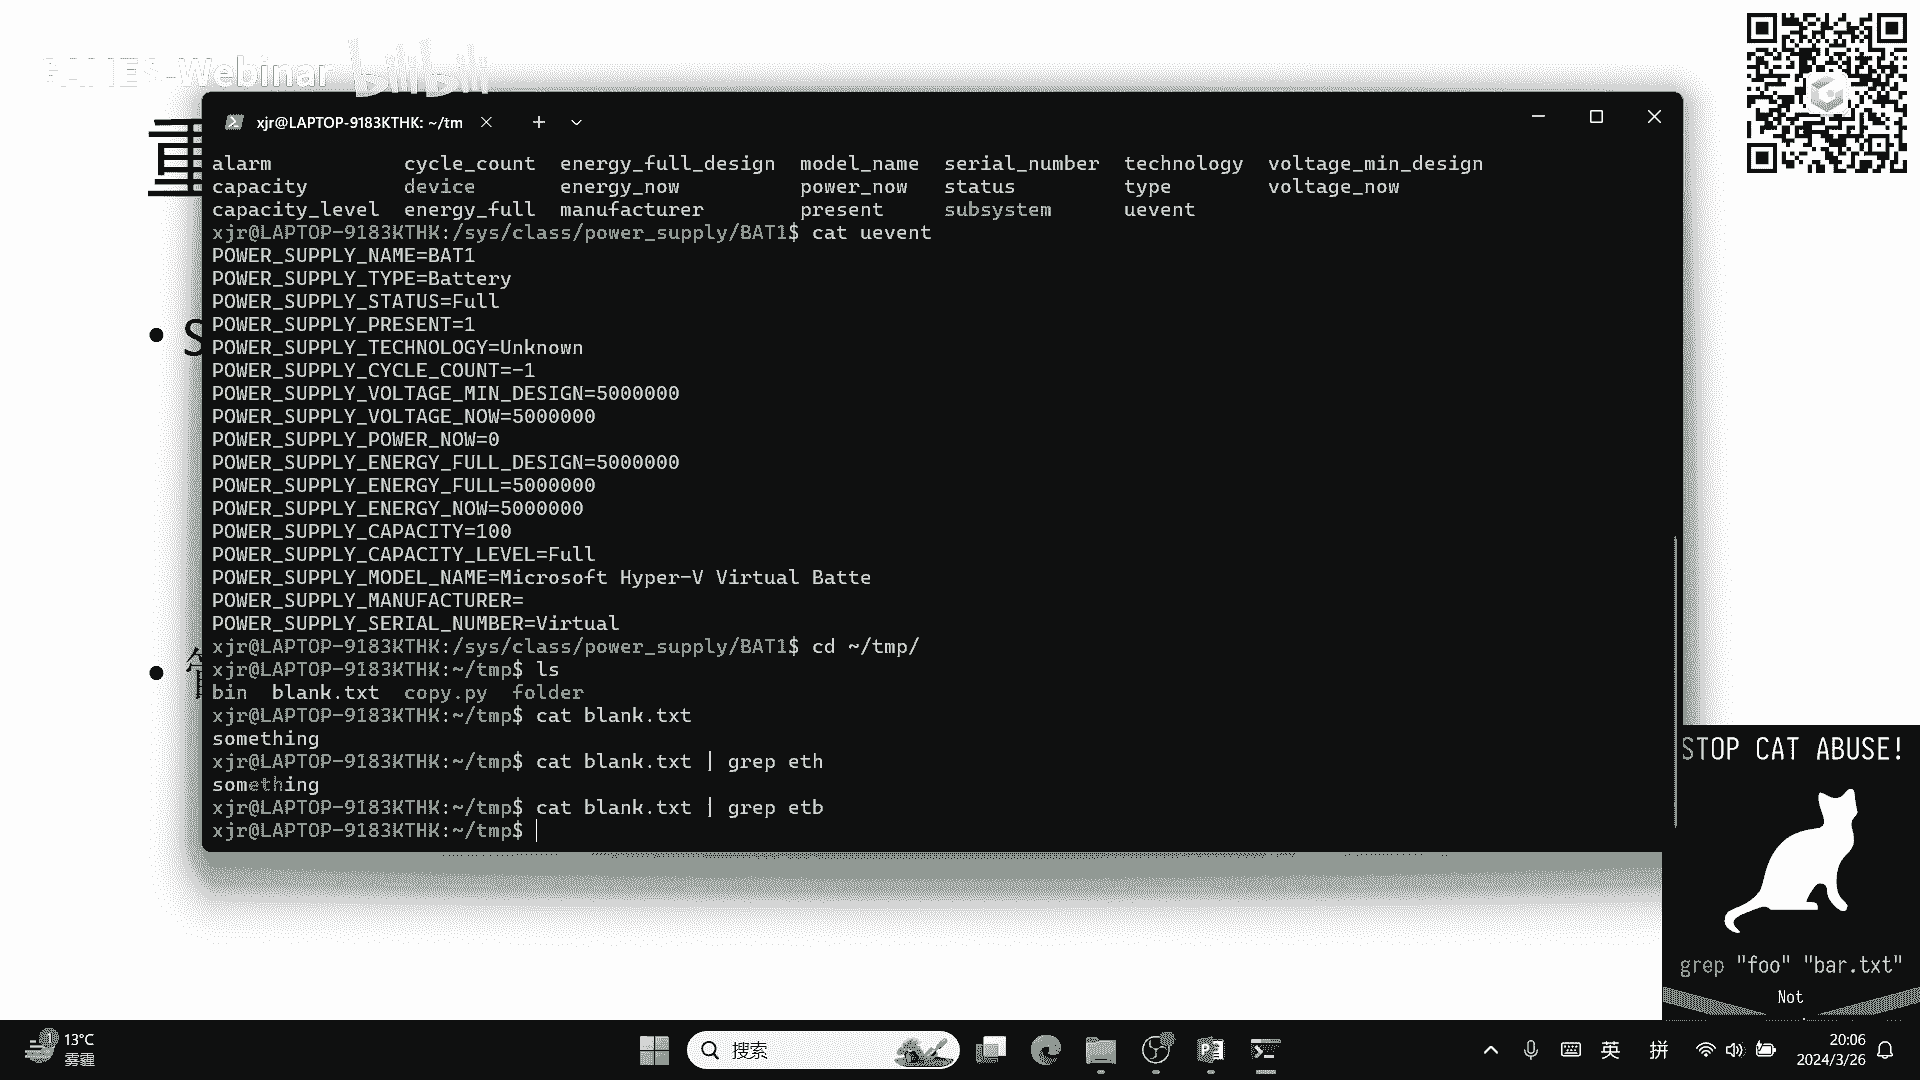 -Webinar bilibili
重
xjr@LAPTOP-9183KTHK: ~/tm
alarm cycle_count energy_full_design model_name serial_number technology voltage_min_design
capacity device energy_now power_now status type voltage_now
capacity_level energy_full manufacturer present subsystem uevent
xjr@LAPTOP-9183KTHK:/sys/class/power_supply/BAT1$ cat uevent
POWER_SUPPLY_NAME=BAT1
POWER_SUPPLY_TYPE=Battery
• S
POWER_SUPPLY_STATUS=Full
POWER_SUPPLY_PRESENT=1
POWER_SUPPLY_TECHNOLOGY=Unknown
POWER_SUPPLY_CYCLE_COUNT=-1
POWER_SUPPLY_VOLTAGE_MIN_DESIGN=5000000
POWER_SUPPLY_VOLTAGE_NOW=5000000
POWER_SUPPLY_POWER_NOW=0
POWER_SUPPLY_ENERGY_FULL_DESIGN=5000000
POWER_SUPPLY_ENERGY_FULL=5000000
POWER_SUPPLY_ENERGY_NOW=5000000
POWER_SUPPLY_CAPACITY=100
POWER_SUPPLY_CAPACITY_LEVEL=Full
POWER_SUPPLY_MODEL_NAME=Microsoft Hyper-V Virtual Batte
POWER_SUPPLY_MANUFACTURER=
POWER_SUPPLY_SERIAL_NUMBER=Virtual
xjr@LAPTOP-9183KTHK:/sys/class/power_supply/BAT1$ cd ~/tmp/
xjr@LAPTOP-9183KTHK:~/tmp$ ls
bin blank.txt copy.py folder
xjr@LAPTOP-9183KTHK:~/tmp$ cat blank.txt
something
xjr@LAPTOP-9183KTHK:~/tmp$ cat blank.txt | grep eth
something
xjr@LAPTOP-9183KTHK:~/tmp$ cat blank.txt | grep etb
xjr@LAPTOP-9183KTHK:~/tmp$
STOP CAT ABUSE!
grep "foo" "bar.txt"
Not
13°C
雾霾
搜索
英
拼
20:06
2024/3/26